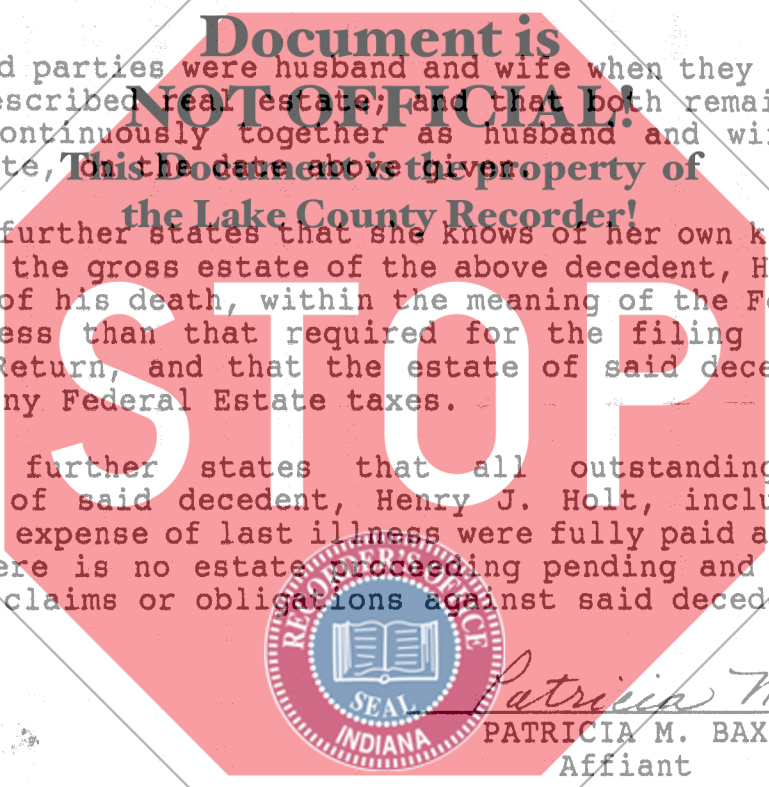 Document is
d parties were husband and wife when they
escribed real estate; and that both remai
NOT OFFICIAL!
ontinuously together as husband and wi
te, on the date above given.
This Document is the property of
the Lake County Recorder!
further states that she knows of her own k
the gross estate of the above decedent, H
of his death, within the meaning of the F
ess than that required for the filing
Return, and that the estate of said dece
ny Federal Estate taxes.
STOP
further states that all outstanding
of said decedent, Henry J. Holt, inclu
expense of last illness were fully paid a
ere is no estate proceeding pending and
claims or obligations against said deced
RECORDER'S OFFICE
SEAL
INDIANA
Patricia M
PATRICIA M. BAX
Affiant